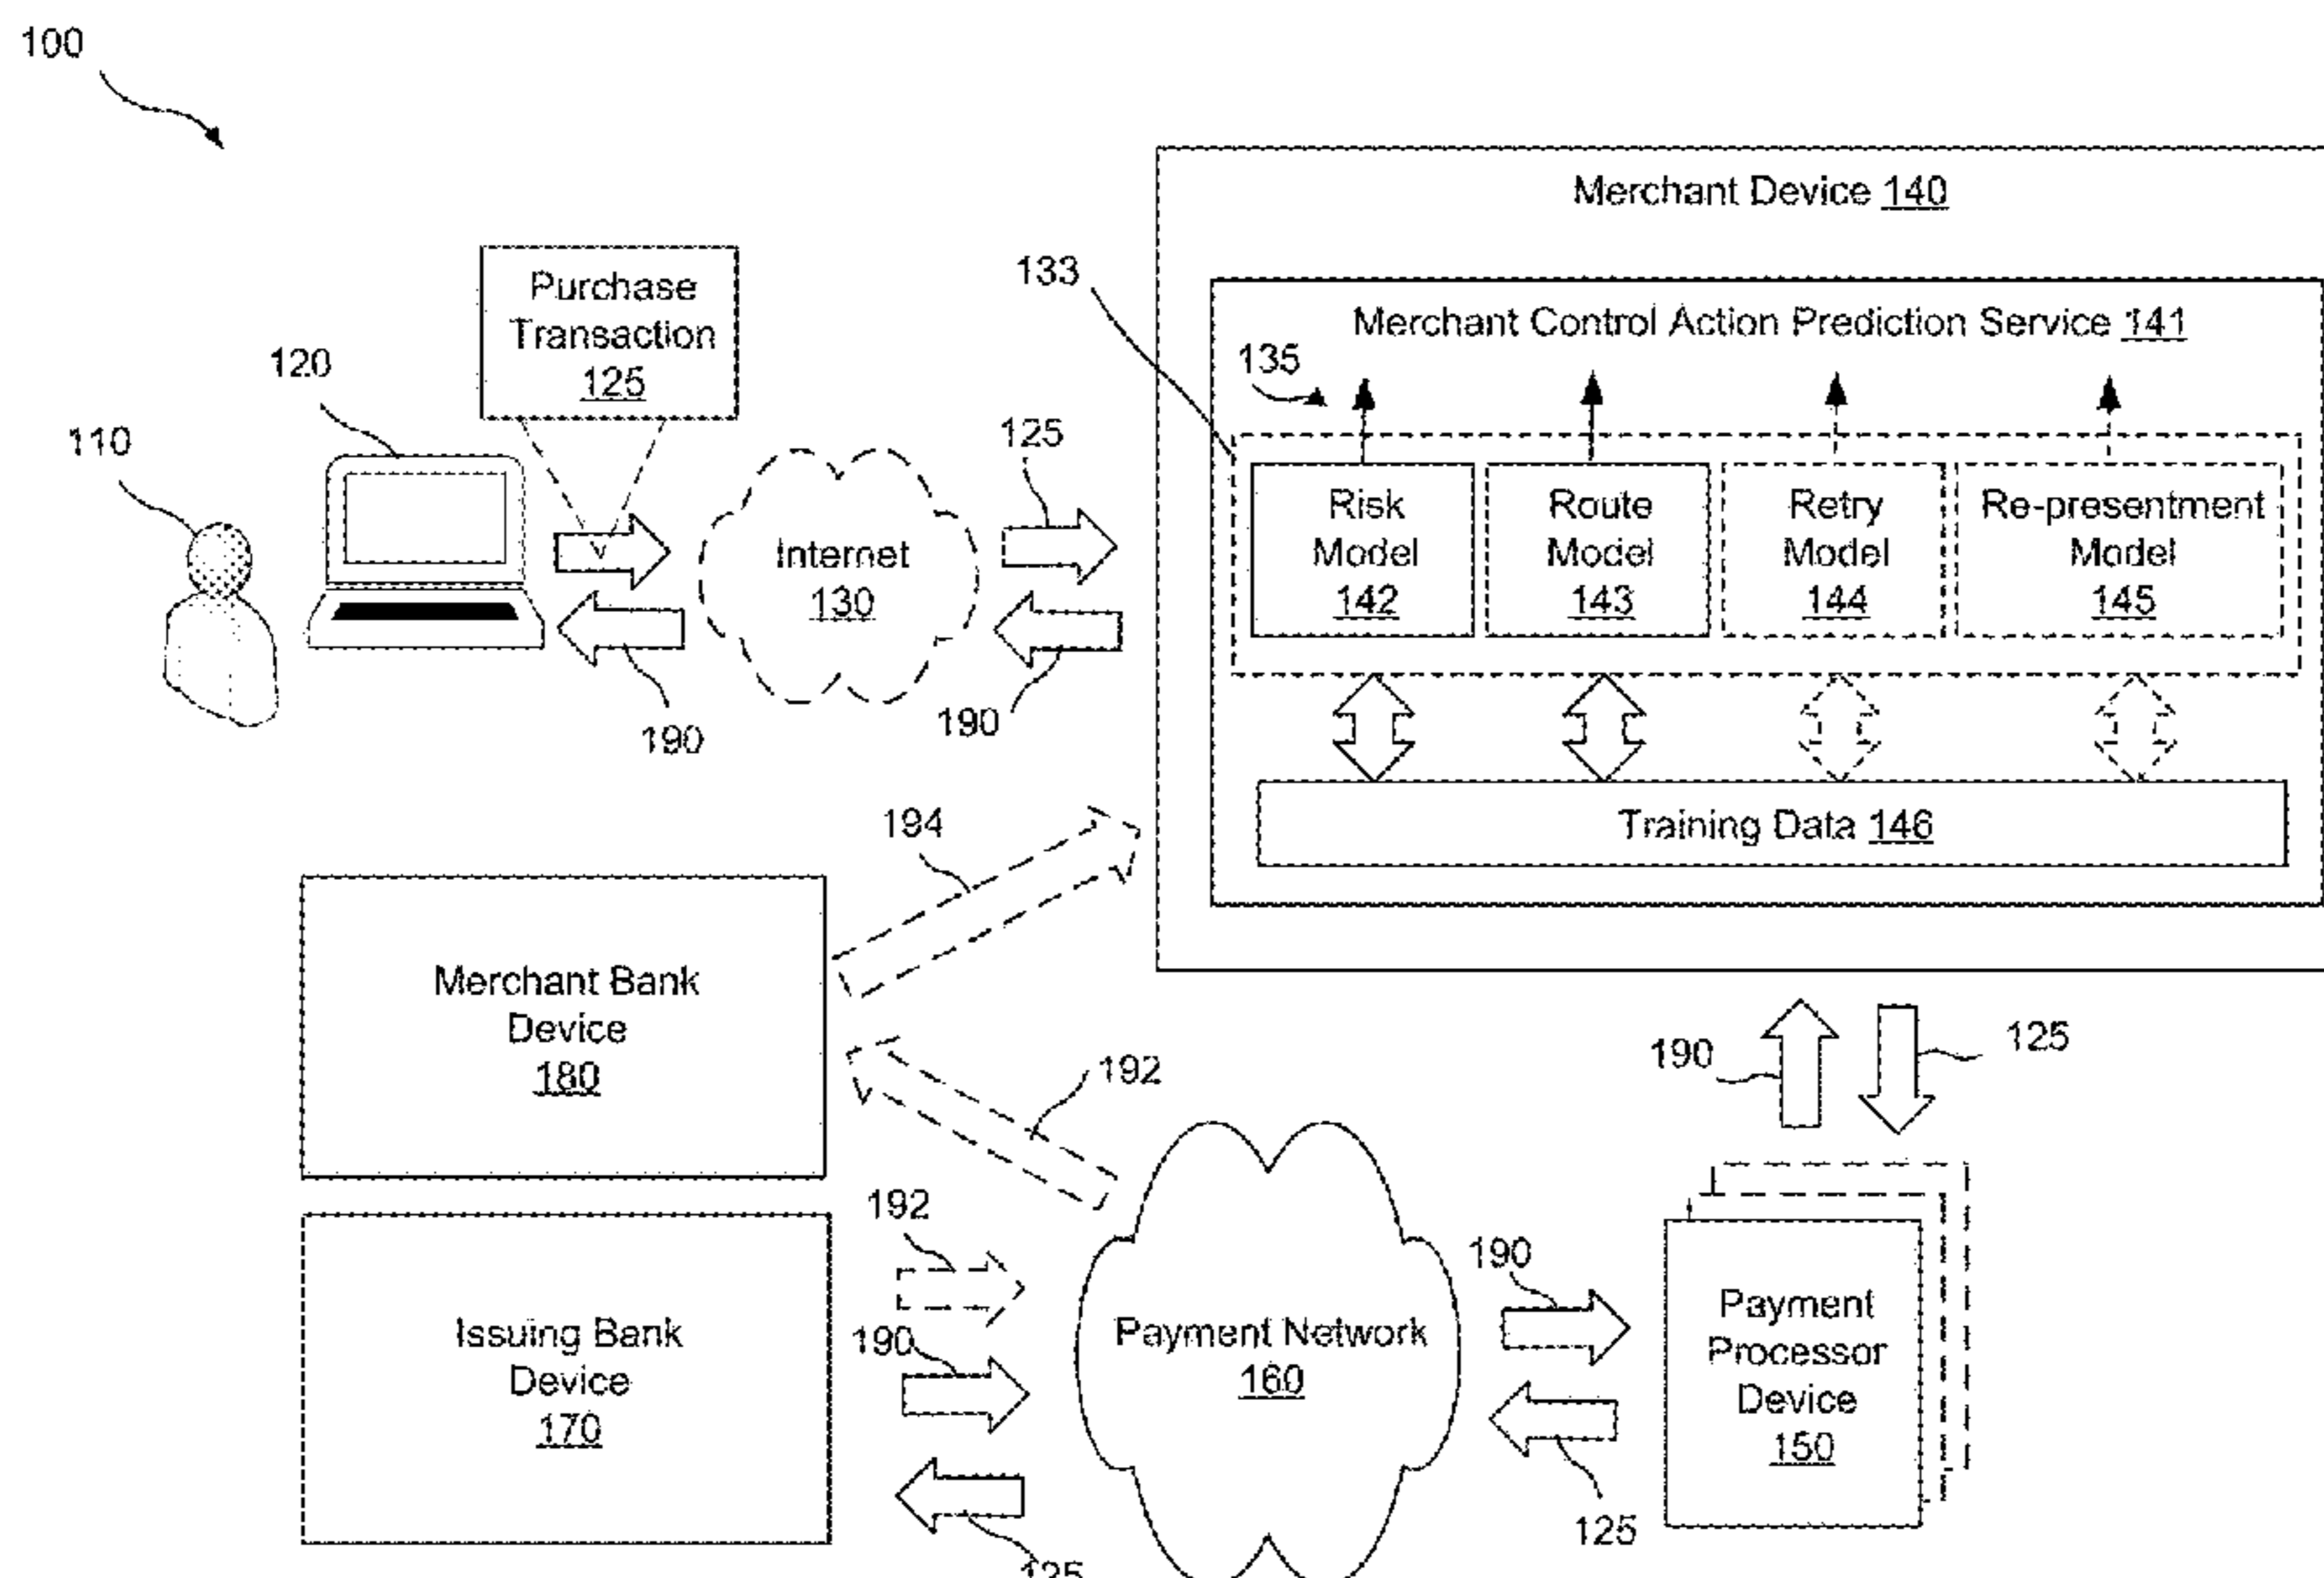 100
Merchant Device 140
133
Merchant Control Action Prediction Service 141
135
Purchase
Transaction
125
120
110
125
Internet
130
190
190
Risk
Model
142
Route
Model
143
Retry
Model
144
Re-presentment
Model
145
Training Data 146
194
Merchant Bank
Device
180
192
190
125
192
190
Issuing Bank
Device
170
125
Payment Network
160
190
125
Payment
Processor
Device
150